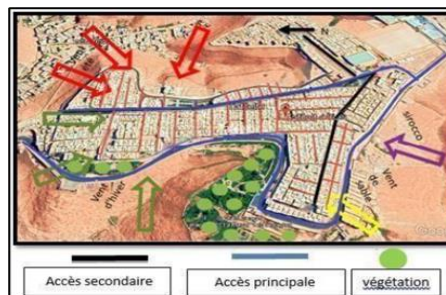 N
sirocco
Vent
de
sable
Vent
d'hiver
Accès secondaire
Accès principale
végétation